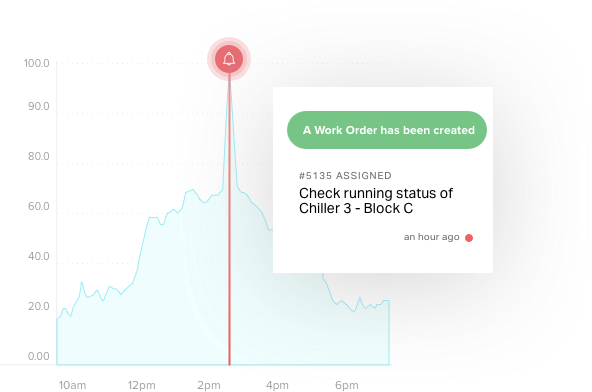 100.0
90.0
80.0
60.0
40.0
20.0
0.00
10am 12pm 2pm 4pm 6pm
A Work Order has been created
#5135 ASSIGNED
Check running status of
Chiller 3 - Block C
an hour ago